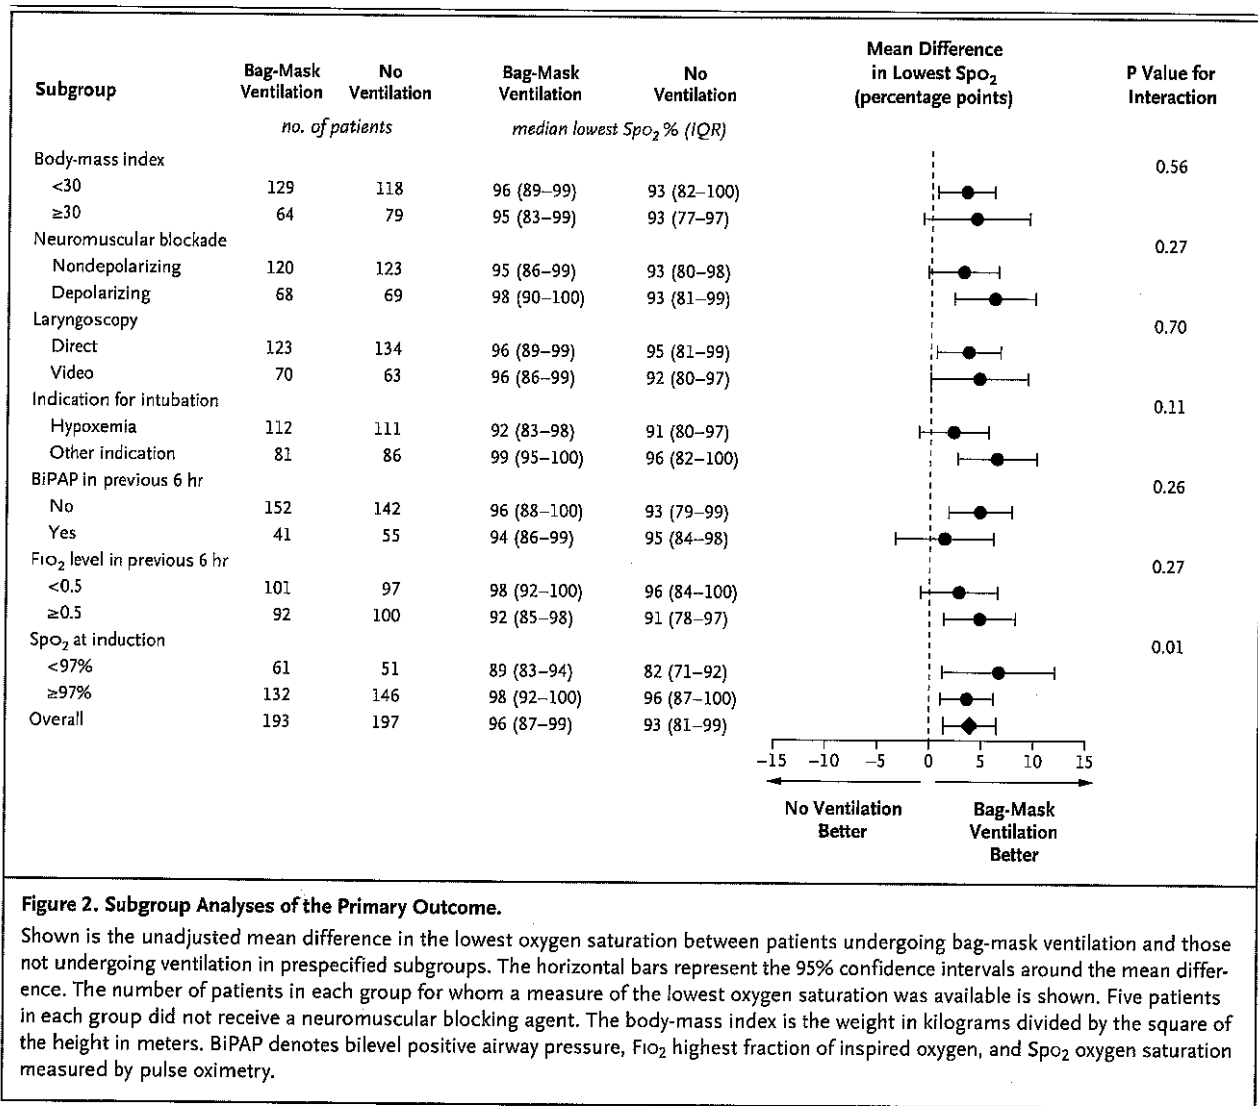 Subgroup Bag-Mask Ventilation No Ventilation Bag-Mask Ventilation No Ventilation Mean Difference in Lowest Spo₂ (percentage points) P Value for Interaction
no. of patients median lowest Spo₂ % (IQR)
Body-mass index 0.56
<30 129 118 96 (89–99) 93 (82–100)
≥30 64 79 95 (83–99) 93 (77–97)
Neuromuscular blockade 0.27
Nondepolarizing 120 123 95 (86–99) 93 (80–98)
Depolarizing 68 69 98 (90–100) 93 (81–99)
Laryngoscopy 0.70
Direct 123 134 96 (89–99) 95 (81–99)
Video 70 63 96 (86–99) 92 (80–97)
Indication for intubation 0.11
Hypoxemia 112 111 92 (83–98) 91 (80–97)
Other indication 81 86 99 (95–100) 96 (82–100)
BiPAP in previous 6 hr 0.26
No 152 142 96 (88–100) 93 (79–99)
Yes 41 55 94 (86–99) 95 (84–98)
Fio₂ level in previous 6 hr 0.27
<0.5 101 97 98 (92–100) 96 (84–100)
≥0.5 92 100 92 (85–98) 91 (78–97)
Spo₂ at induction 0.01
<97% 61 51 89 (83–94) 82 (71–92)
≥97% 132 146 98 (92–100) 96 (87–100)
Overall 193 197 96 (87–99) 93 (81–99)
−15 −10 −5 0 5 10 15
No Ventilation Better Bag-Mask Ventilation Better
Figure 2. Subgroup Analyses of the Primary Outcome.
Shown is the unadjusted mean difference in the lowest oxygen saturation between patients undergoing bag-mask ventilation and those
not undergoing ventilation in prespecified subgroups. The horizontal bars represent the 95% confidence intervals around the mean differ-
ence. The number of patients in each group for whom a measure of the lowest oxygen saturation was available is shown. Five patients
in each group did not receive a neuromuscular blocking agent. The body-mass index is the weight in kilograms divided by the square of
the height in meters. BiPAP denotes bilevel positive airway pressure, Fio₂ highest fraction of inspired oxygen, and Spo₂ oxygen saturation
measured by pulse oximetry.